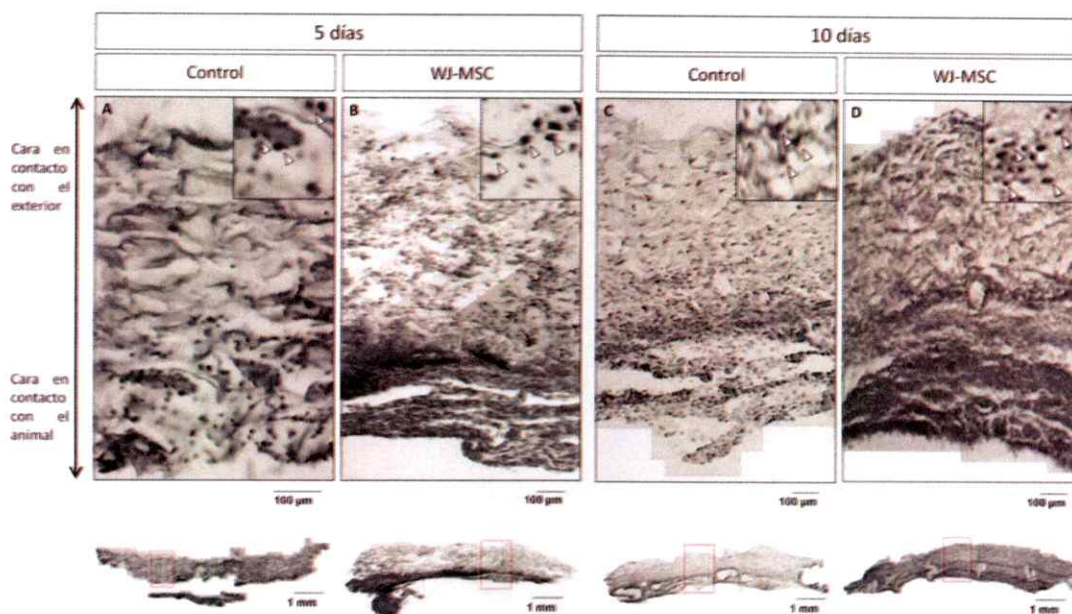 5 días
10 días
Control
WJ-MSC
Control
WJ-MSC
A
B
C
D
Cara en
contacto
con el
exterior
Cara en
contacto
con el
animal
100 µm
100 µm
100 µm
100 µm
1 mm
1 mm
1 mm
1 mm